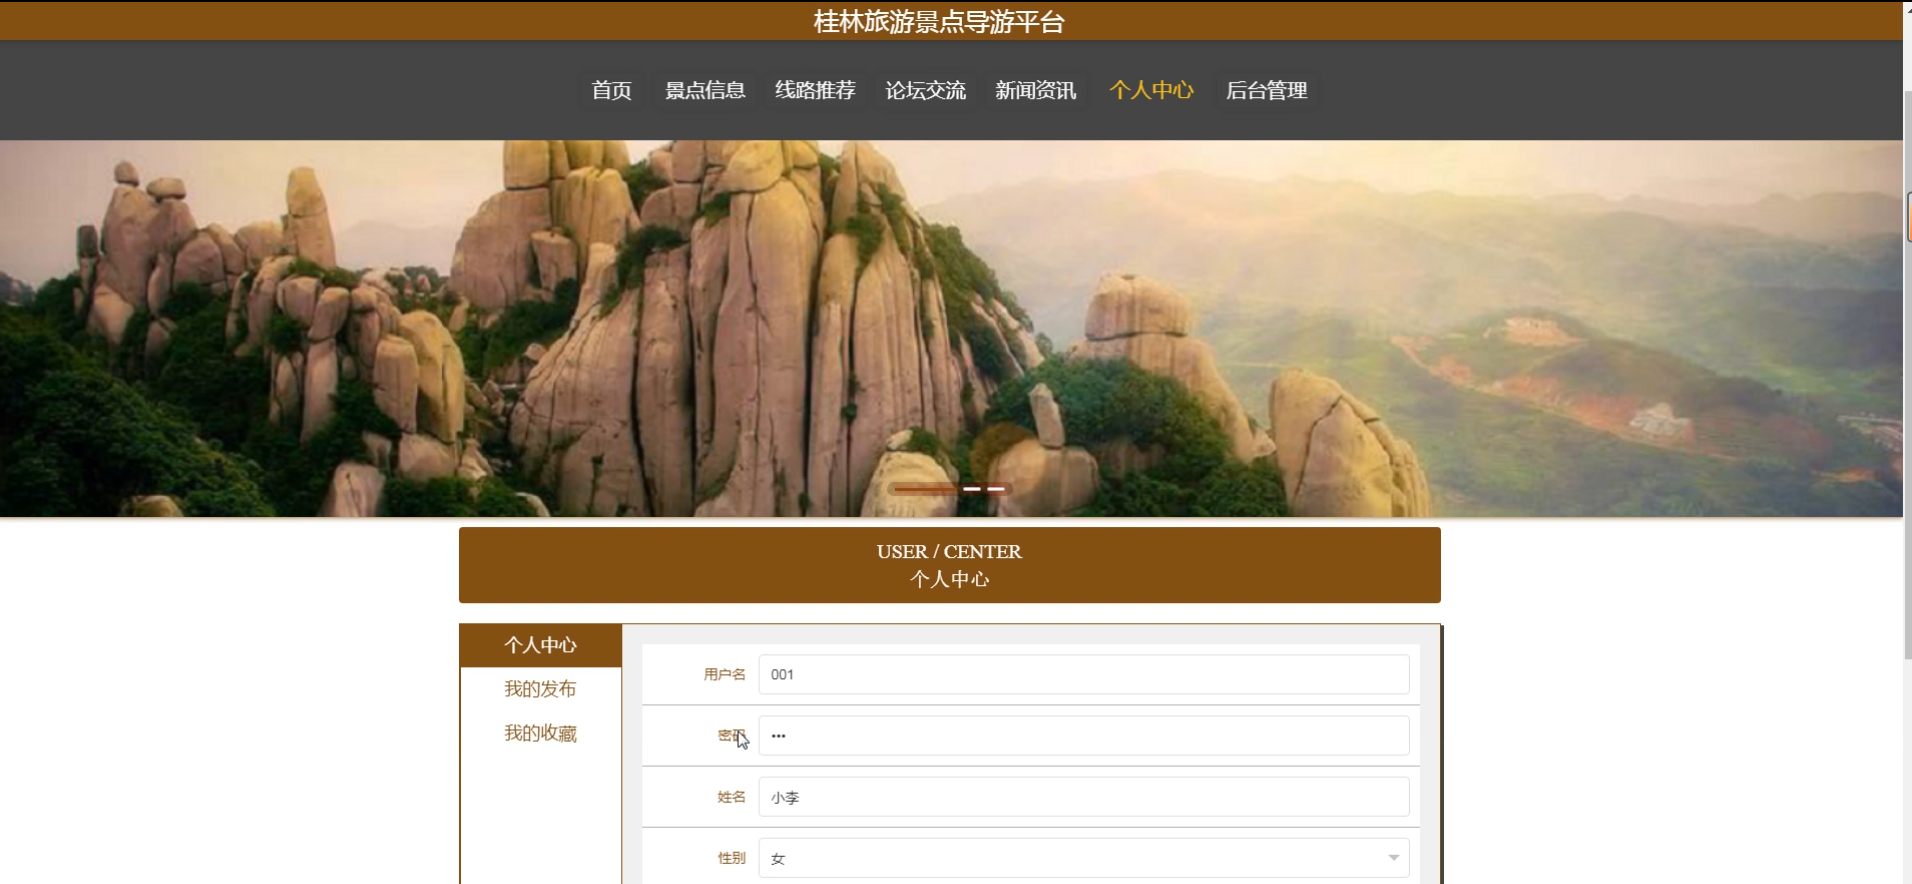 桂林旅游景点导游平台
首页 景点信息 线路推荐 论坛交流 新闻资讯 个人中心 后台管理
USER / CENTER
个人中心
个人中心
我的发布
我的收藏
用户名 001
密码 •••
姓名 小李
性别 女